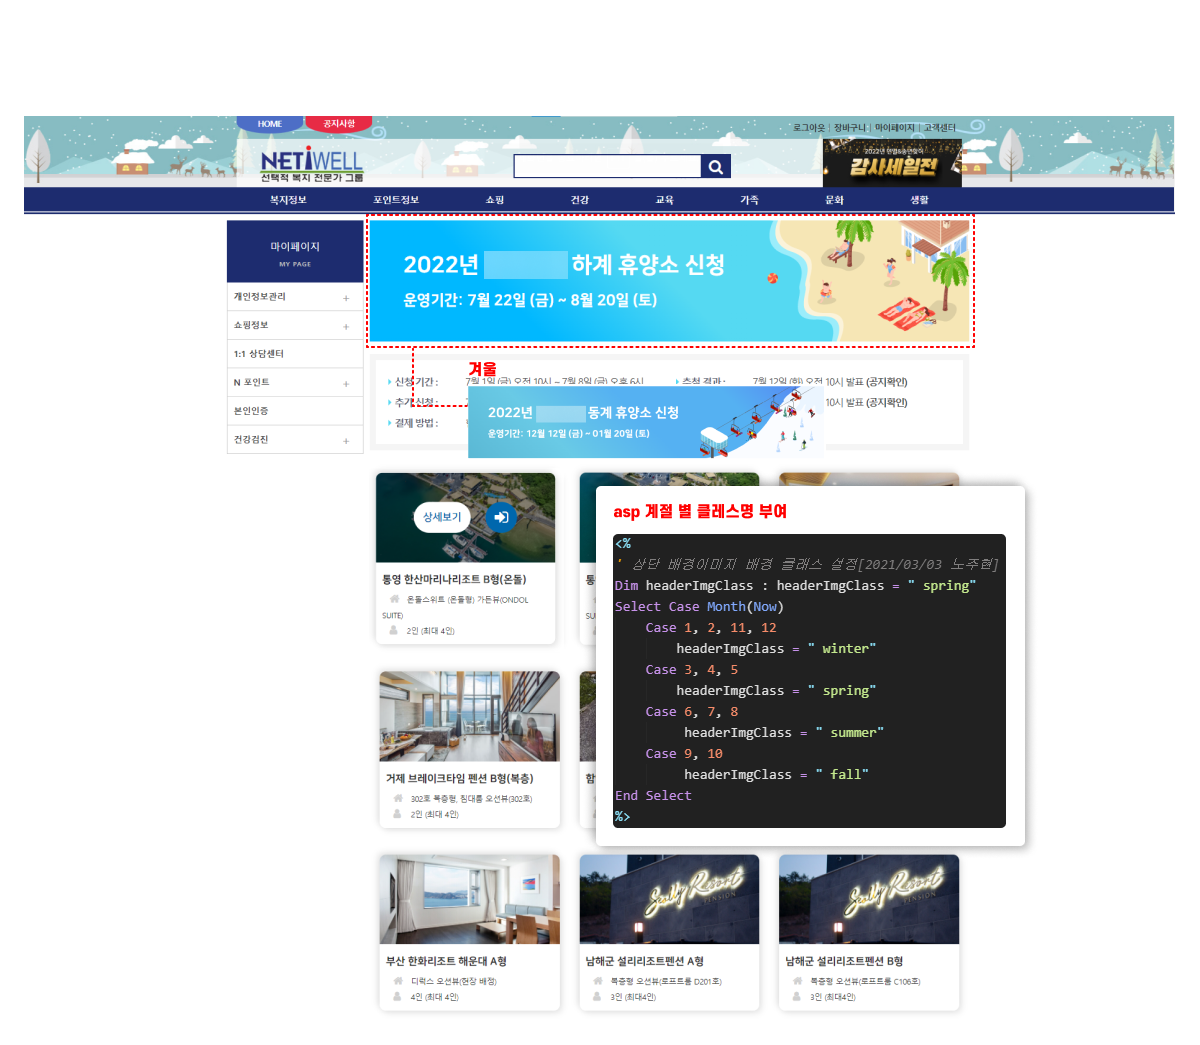 HOME
공지사항
로그아웃 | 장바구니 | 마이페이지 | 고객센터
NETiWELL
선택적 복지 전문가 그룹
감사세일전
복지정보 포인트정보 쇼핑 건강 교육 가족 문화 생활
마이페이지
MY PAGE
개인정보관리 +
쇼핑정보 +
1:1 상담센터
N 포인트 +
본인인증
건강검진 +
2022년 하계 휴양소 신청
운영기간: 7월 22일 (금) ~ 8월 20일 (토)
겨울
신청 기간 : 7월 1일 (금) 오전 10시 ~ 7월 8일 (금) 오후 6시
추첨 결과 : 7월 12일 (화) 오전 10시 발표 (공지확인)
추가 신청 :
10시 발표 (공지확인)
결제 방법 :
2022년 동계 휴양소 신청
운영기간: 12월 12일 (금) ~ 01월 20일 (토)
상세보기
통영 한산마리나리조트 B형(온돌)
온돌스위트 (온돌형) 가든뷰(ONDOL
SUITE)
2인 (최대 4인)
asp 계절 별 클레스명 부여
<%
' 상단 배경이미지 배경 클래스 설정[2021/03/03 노주현]
Dim headerImgClass : headerImgClass = " spring"
Select Case Month(Now)
Case 1, 2, 11, 12
headerImgClass = " winter"
Case 3, 4, 5
headerImgClass = " spring"
Case 6, 7, 8
headerImgClass = " summer"
Case 9, 10
headerImgClass = " fall"
End Select
%>
거제 브레이크타임 펜션 B형(복층)
302호 복층형, 침대룸 오션뷰(302호)
2인 (최대 4인)
부산 한화리조트 해운대 A형
디럭스 오션뷰(현장 배정)
4인 (최대 4인)
Sealy Resort
PENSION
남해군 설리리조트펜션 A형
복층형 오션뷰(로프트룸 D201호)
3인 (최대4인)
Sealy Resort
PENSION
남해군 설리리조트펜션 B형
복층형 오션뷰(로프트룸 C106호)
3인 (최대4인)